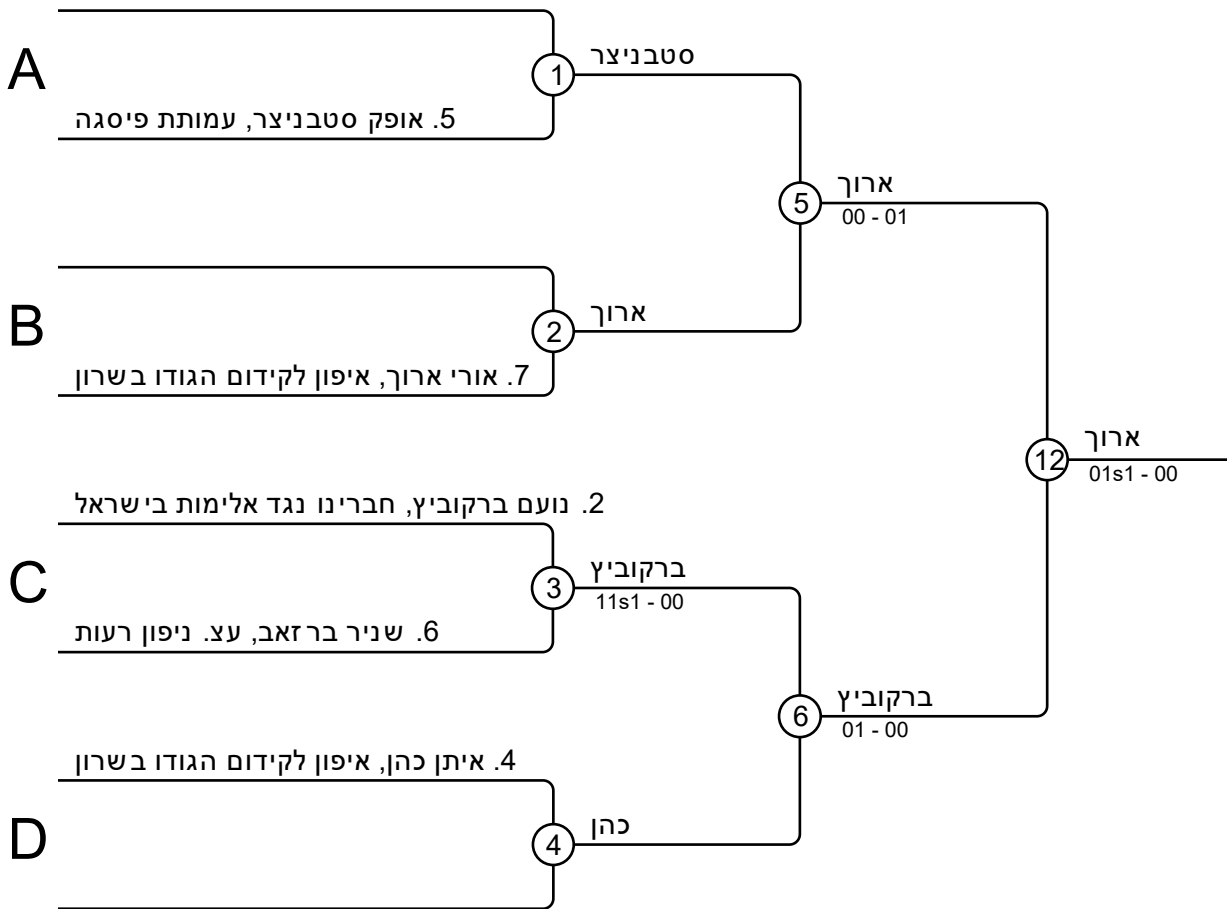 A
1
סטבניצר
5. אופק סטבניצר, עמותת פיסגה
5
ארוך
00 - 01
B
2
ארוך
7. אורי ארוך, איפון לקידום הגודו בשרון
12
ארוך
01s1 - 00
2. נועם ברקוביץ, חברינו נגד אלימות בישראל
C
3
ברקוביץ
11s1 - 00
6. שניר בר זאב, עצ. ניפון רעות
6
ברקוביץ
01 - 00
4. איתן כהן, איפון לקידום הגודו בשרון
D
4
כהן